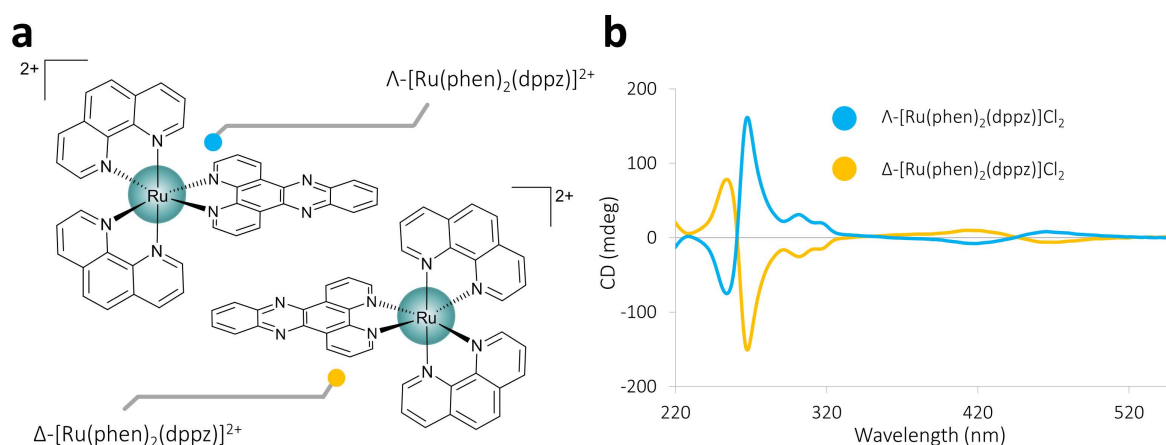 a
2+
Λ-[Ru(phen)₂(dppz)]²⁺
N
N
N
N
N
N
N
N
Ru
2+
N
N
N
N
N
N
N
N
Ru
Δ-[Ru(phen)₂(dppz)]²⁺
b
CD (mdeg)
200
100
0
-100
-200
Λ-[Ru(phen)₂(dppz)]Cl₂
Δ-[Ru(phen)₂(dppz)]Cl₂
220
320
420
520
Wavelength (nm)